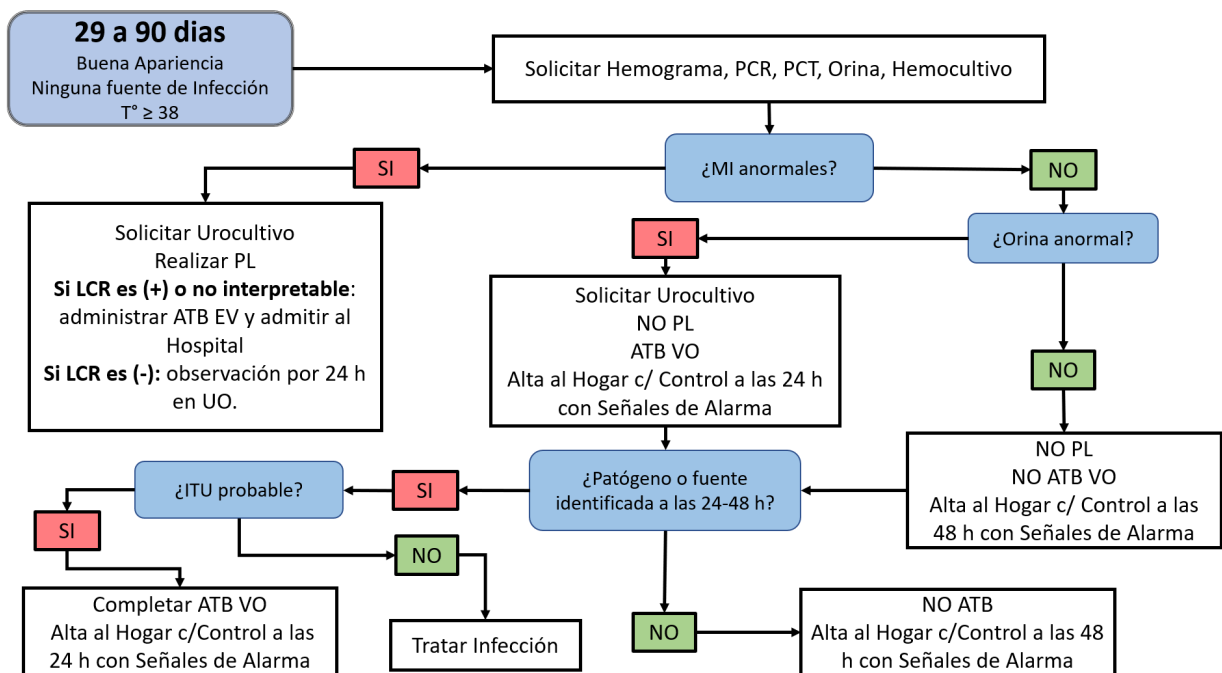 29 a 90 dias
Buena Apariencia
Ninguna fuente de Infección
T° ≥ 38
Solicitar Hemograma, PCR, PCT, Orina, Hemocultivo
¿MI anormales?
SI
NO
Solicitar Urocultivo
Realizar PL
Si LCR es (+) o no interpretable:
administrar ATB EV y admitir al
Hospital
Si LCR es (-): observación por 24 h
en UO.
¿Orina anormal?
SI
Solicitar Urocultivo
NO PL
ATB VO
Alta al Hogar c/ Control a las 24 h
con Señales de Alarma
NO
NO PL
NO ATB VO
Alta al Hogar c/ Control a las
48 h con Señales de Alarma
¿Patógeno o fuente
identificada a las 24-48 h?
SI
¿ITU probable?
SI
NO
Completar ATB VO
Alta al Hogar c/Control a las
24 h con Señales de Alarma
Tratar Infección
NO
NO ATB
Alta al Hogar c/Control a las 48
h con Señales de Alarma